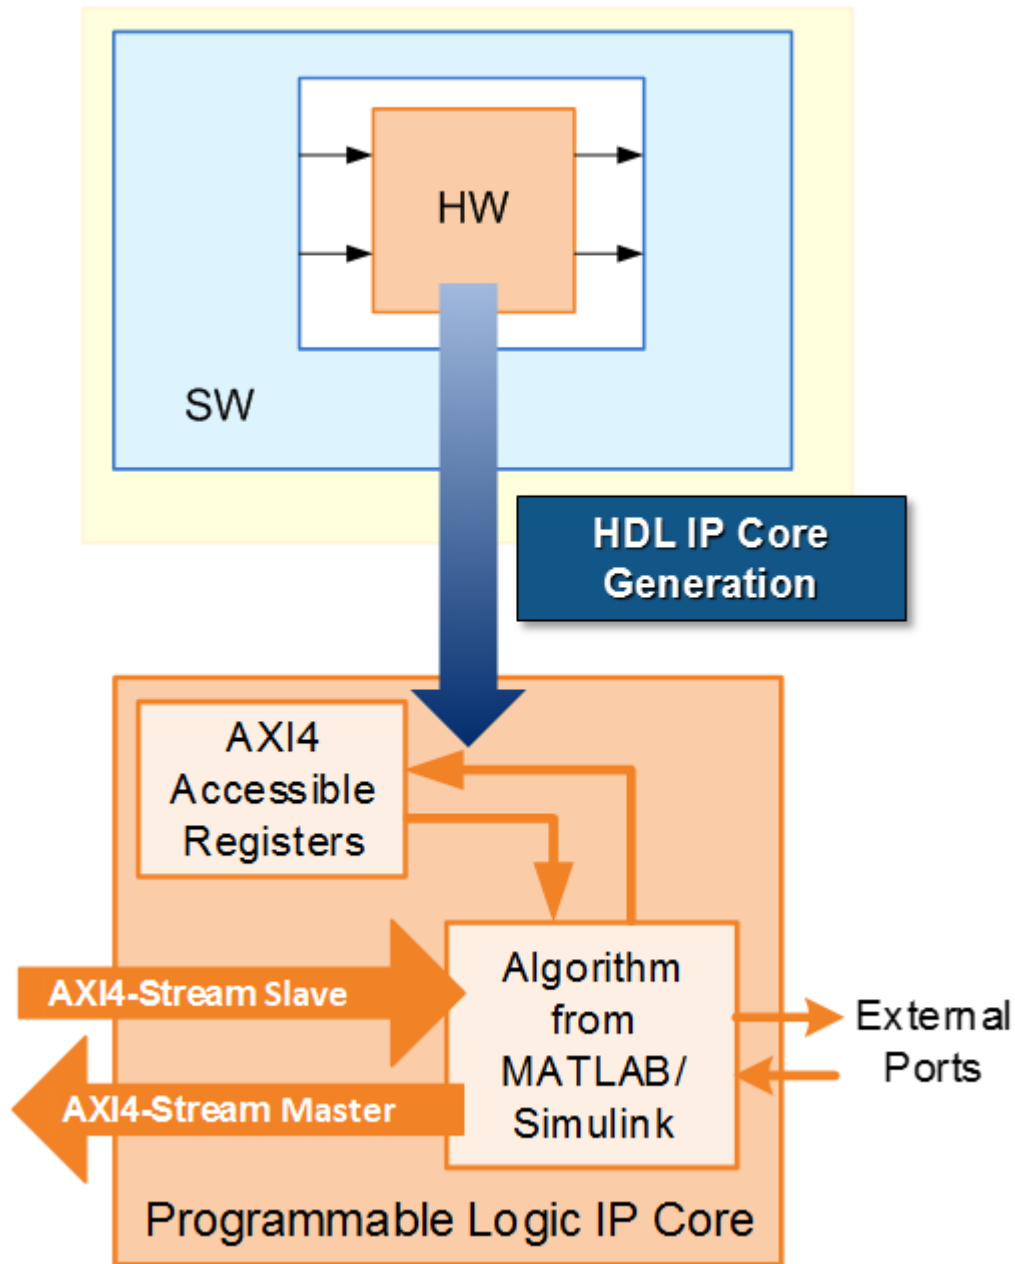 HW
SW
HDL IP Core
Generation
AXI4
Accessible
Registers
AXI4-Stream Slave
Algorithm
from
MATLAB/
Simulink
External
Ports
AXI4-Stream Master
Programmable Logic IP Core